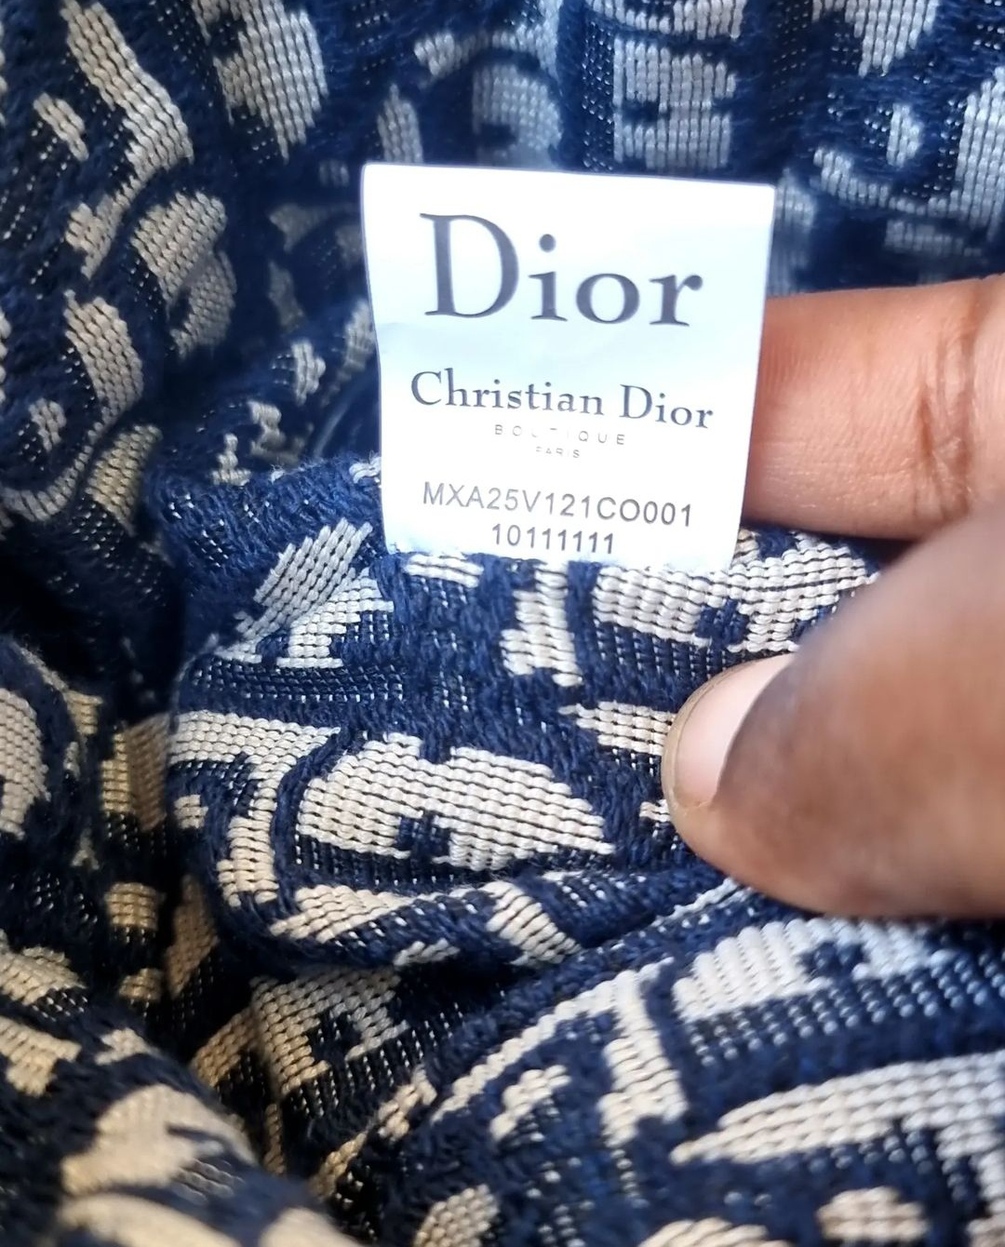 Dior
Christian Dior
BOUTIQUE
PARIS
MXA25V121CO001
10111111